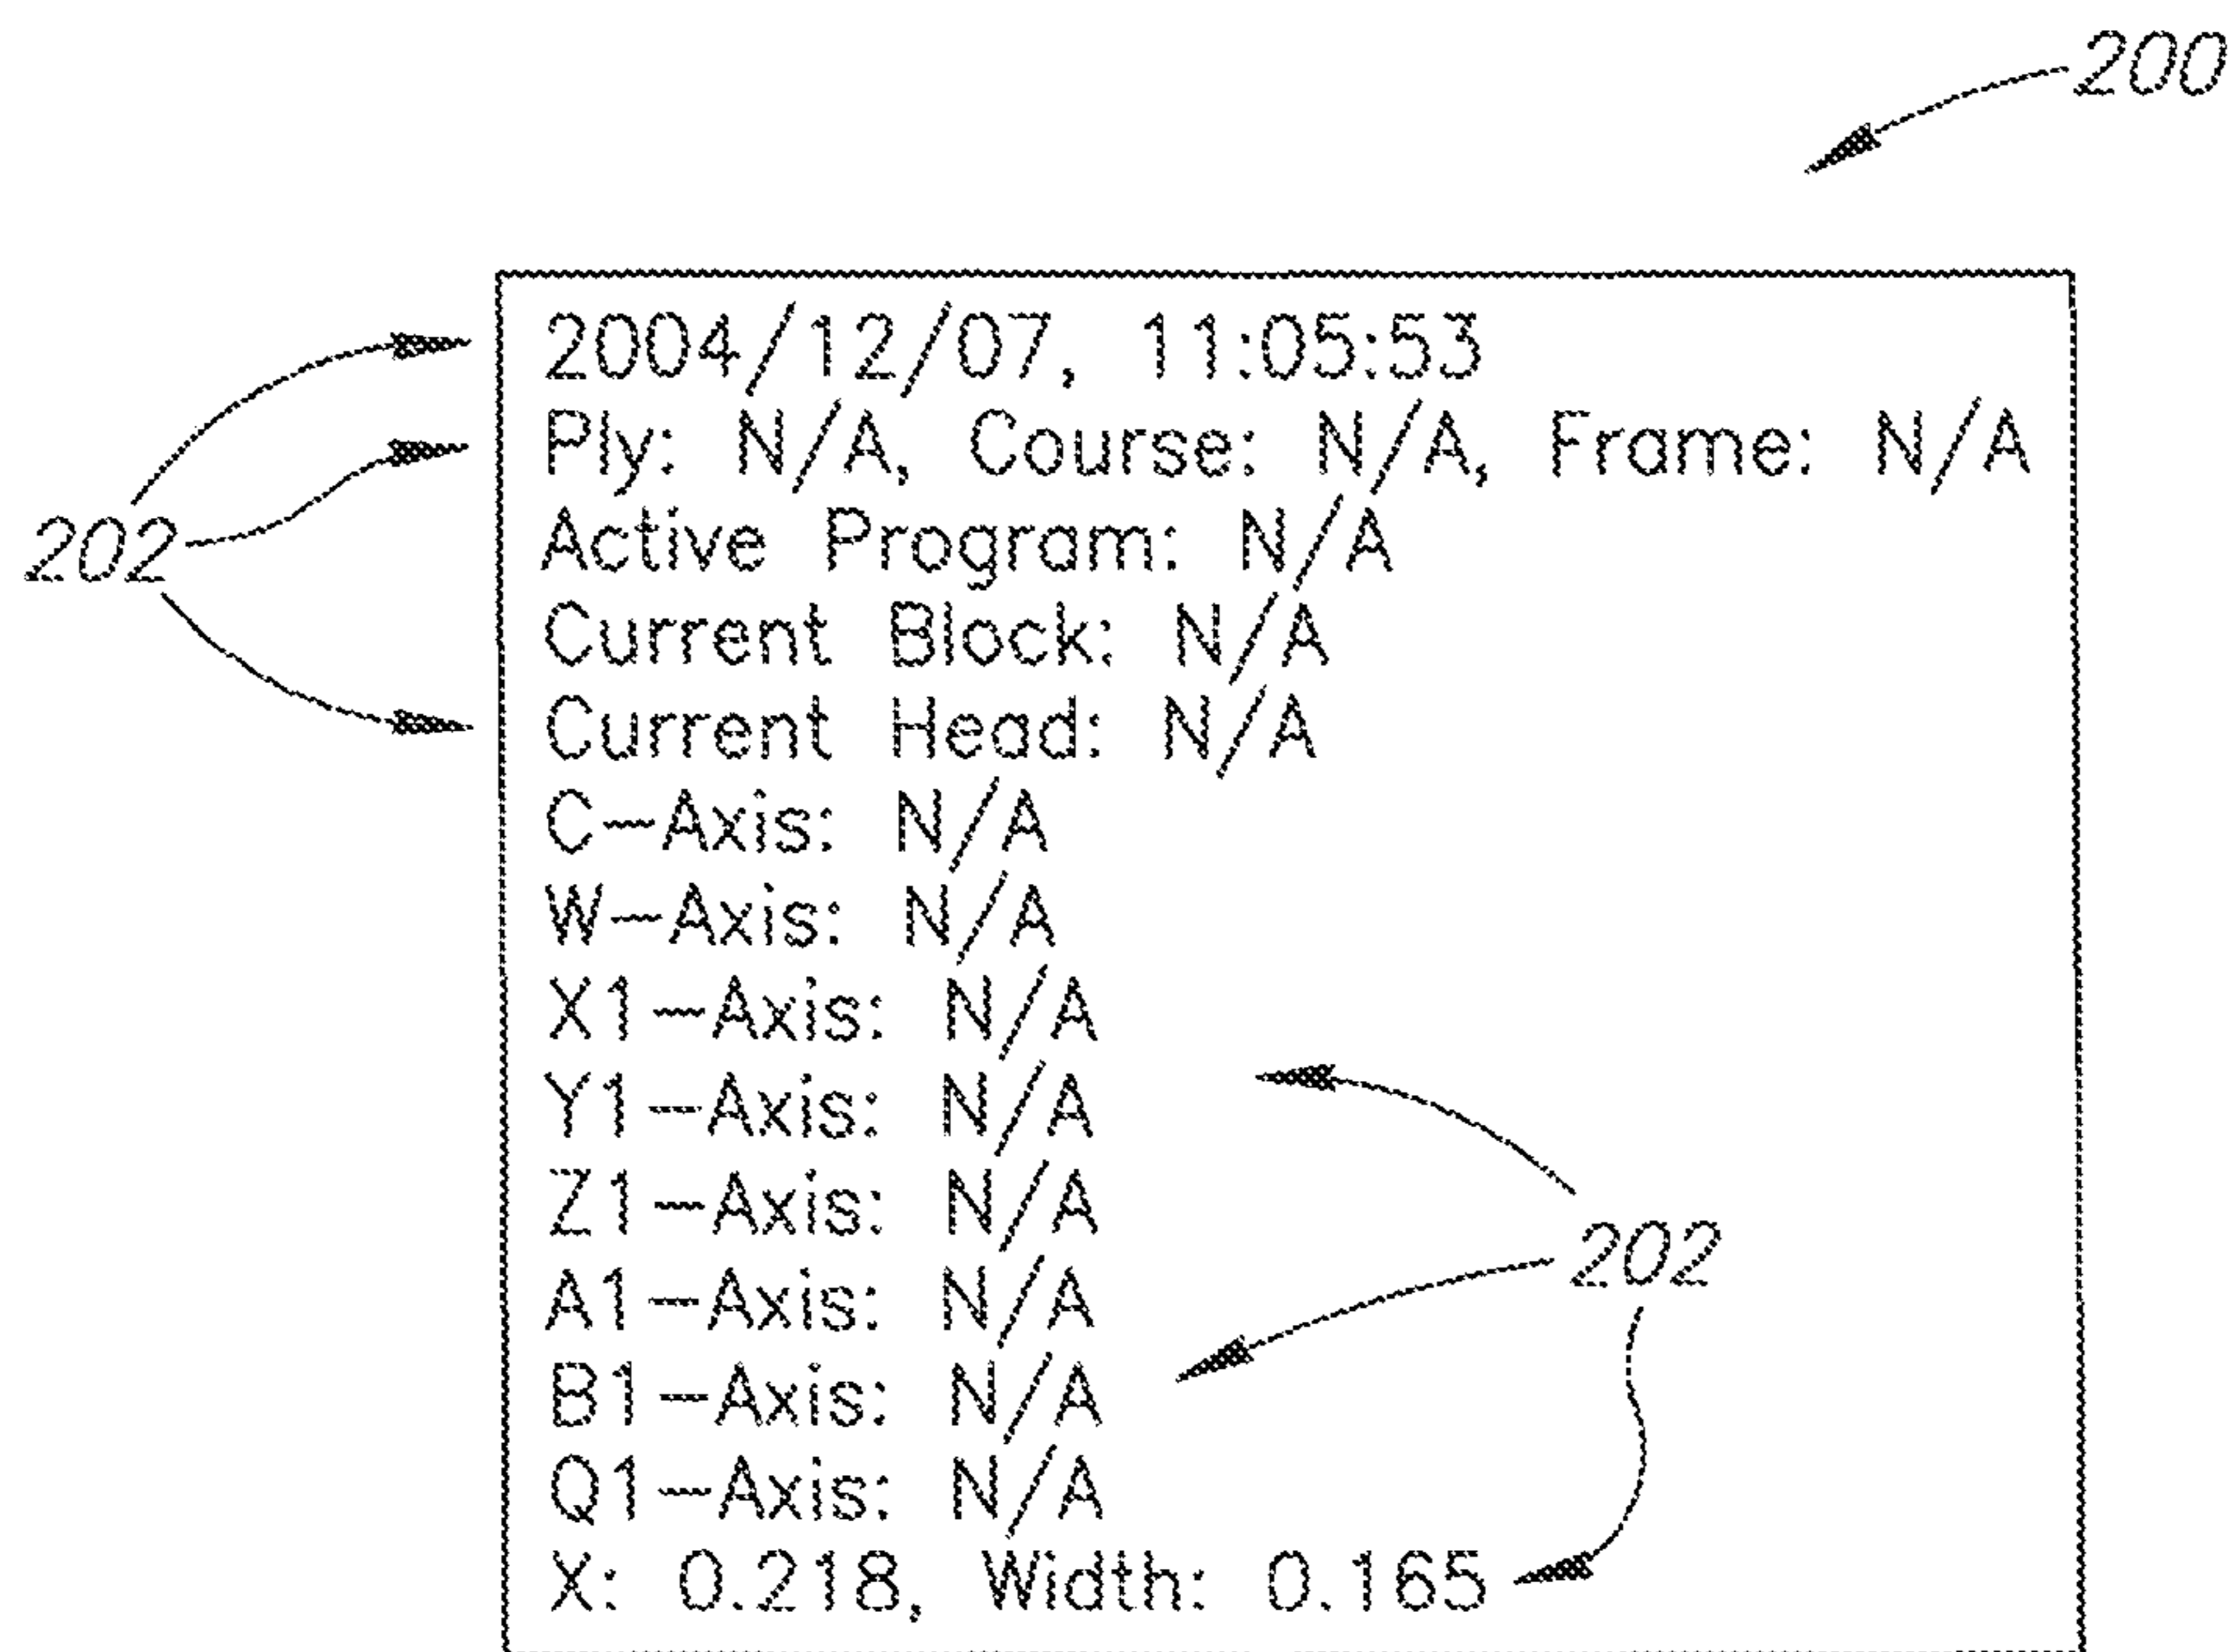 200
2004/12/07, 11:05:53
Ply: N/A, Course: N/A, Frame: N/A
202
Active Program: N/A
Current Block: N/A
Current Head: N/A
C-Axis: N/A
W-Axis: N/A
X1-Axis: N/A
Y1-Axis: N/A
Z1-Axis: N/A
202
A1-Axis: N/A
B1-Axis: N/A
Q1-Axis: N/A
X: 0.218, Width: 0.165